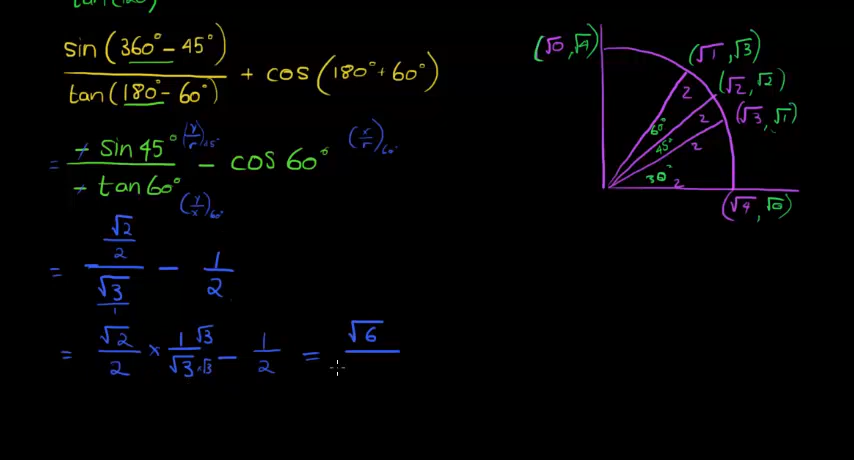 sin(360° - 45°) / tan(180° - 60°) + cos(180° + 60°)
= - sin 45° / - tan 60° - cos 60°
(y/r)45° (x/r)60°
(y/x)60°
= (√2/2) / (√3/1) - 1/2
= √2/2 × 1√3/√3×√3 - 1/2 = √6
(√0, √4)
(√1, √3)
(√2, √2)
(√3, √1)
(√4, √0)
2
2
2
2
60°
45°
30°